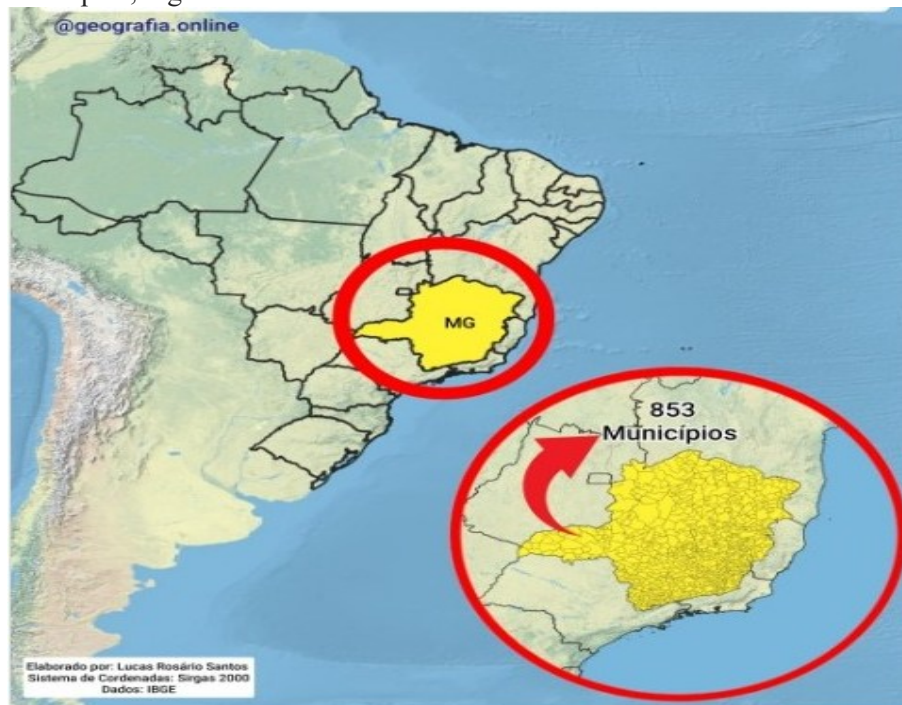 @geografia.online
MG
853
Municípios
Elaborado por: Lucas Rosário Santos
Sistema de Cordenadas: Sirgas 2000
Dados: IBGE